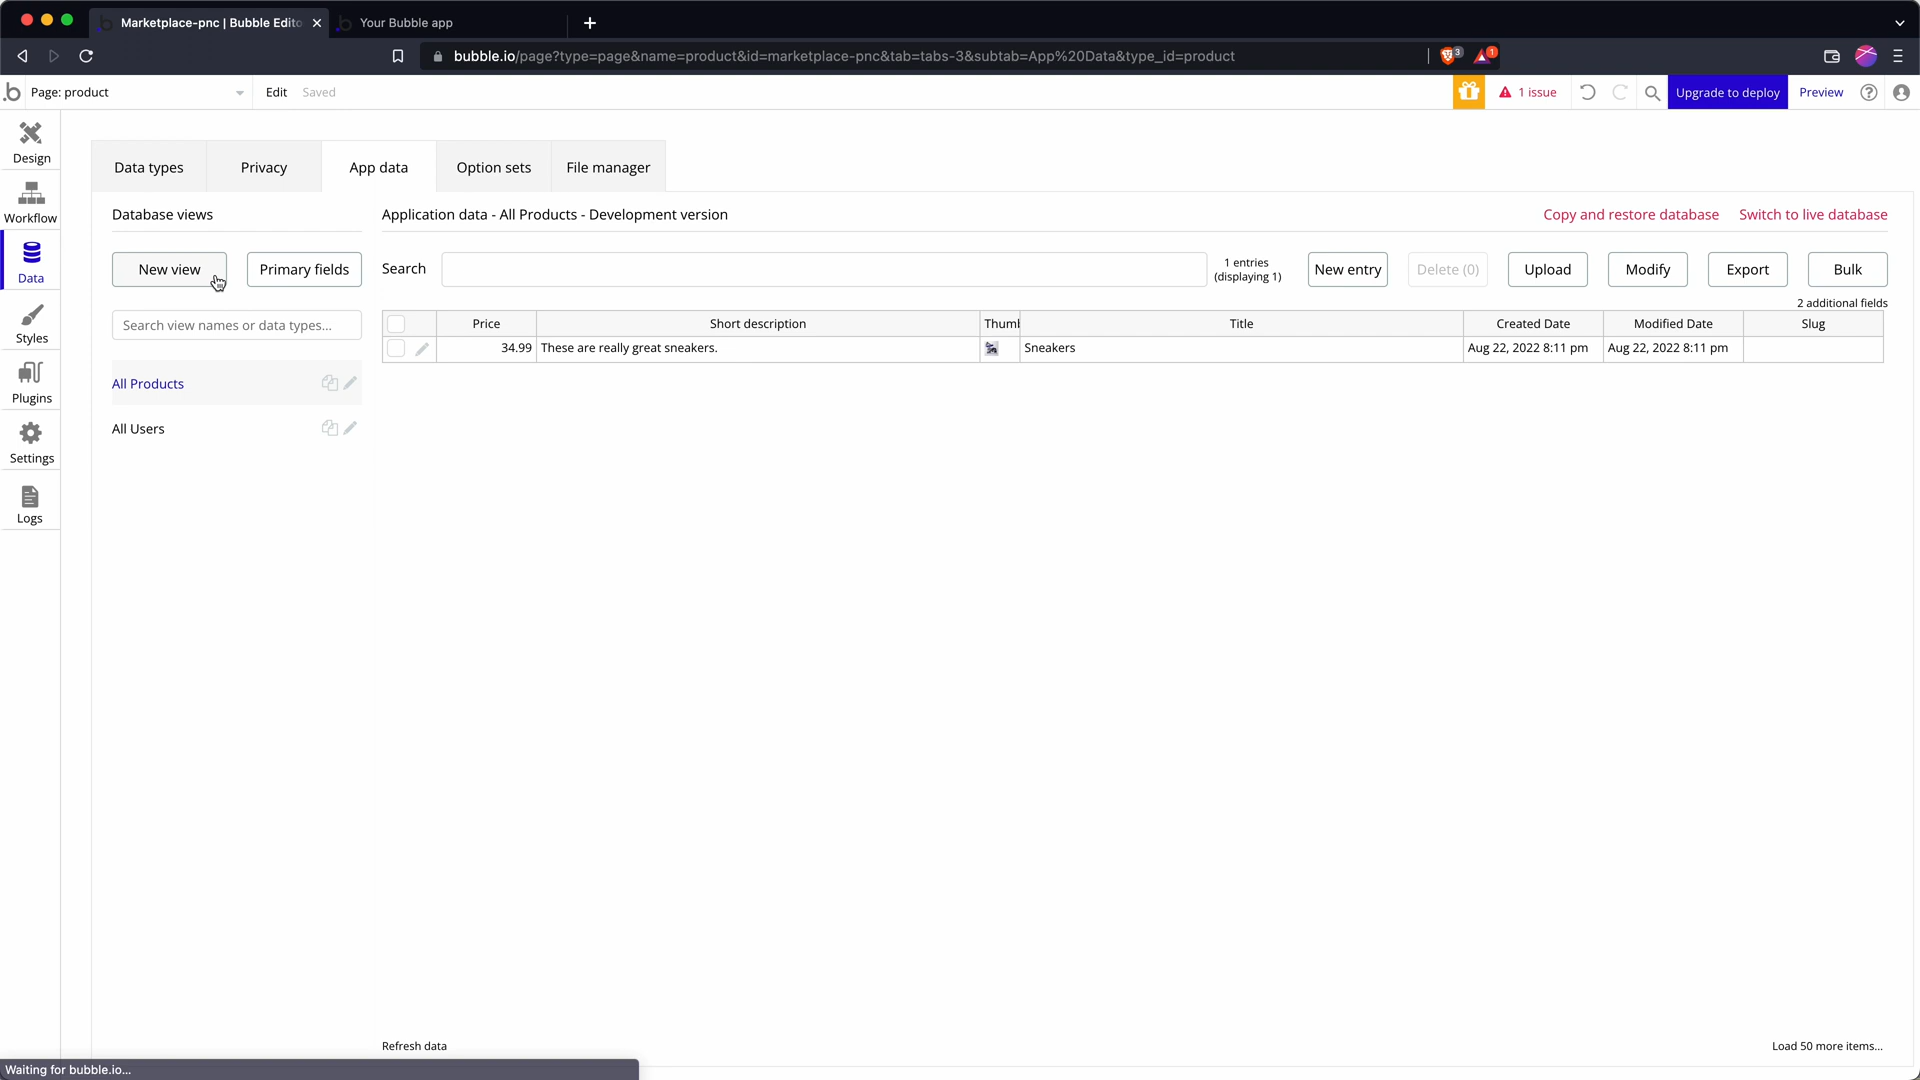 Marketplace-pnc | Bubble Edito
Your Bubble app
bubble.io/page?type=page&name=product&id=marketplace-pnc&tab=tabs-3&subtab=App%20Data&type_id=product
3
1
Page: product
Edit
Saved
1 issue
Upgrade to deploy
Preview
Design
Workflow
Data
Styles
Plugins
Settings
Logs
Data types
Privacy
App data
Option sets
File manager
Database views
Application data - All Products - Development version
Copy and restore database
Switch to live database
New view
Primary fields
Search
1 entries
(displaying 1)
New entry
Delete (0)
Upload
Modify
Export
Bulk
2 additional fields
Search view names or data types...
Price
Short description
Thuml
Title
Created Date
Modified Date
Slug
34.99
These are really great sneakers.
Sneakers
Aug 22, 2022 8:11 pm
Aug 22, 2022 8:11 pm
All Products
All Users
Refresh data
Load 50 more items...
Waiting for bubble.io...